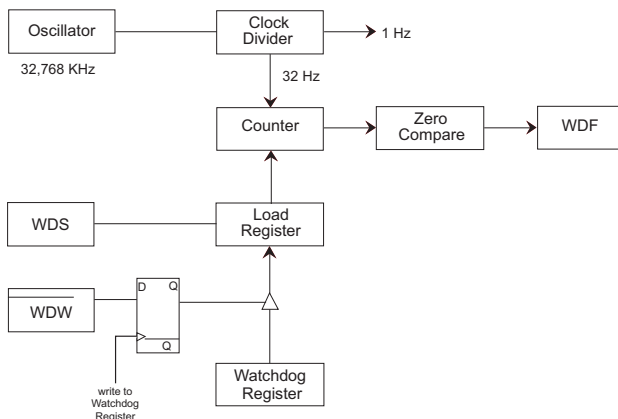 Oscillator
Clock
Divider
1 Hz
32,768 KHz
32 Hz
Counter
Zero
Compare
WDF
WDS
Load
Register
WDW
D
Q
Q
write to
Watchdog
Register
Watchdog
Register